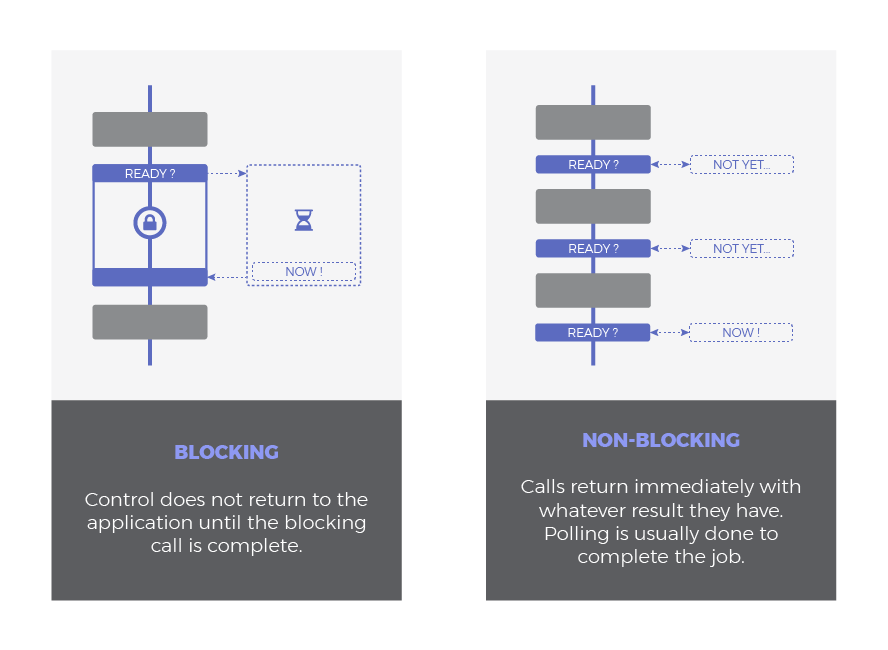 READY ?
NOW !
BLOCKING
Control does not return to the
application until the blocking
call is complete.
READY ?
NOT YET...
READY ?
NOT YET...
READY ?
NOW !
NON-BLOCKING
Calls return immediately with
whatever result they have.
Polling is usually done to
complete the job.